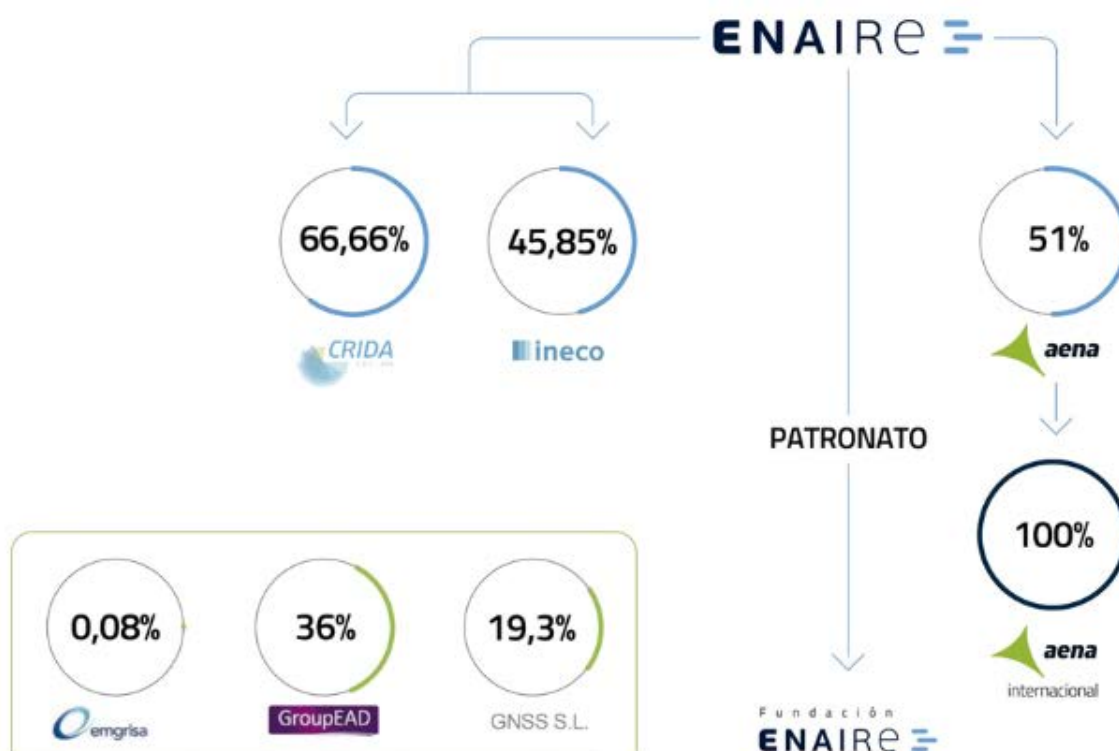 ENAIRe
66,66%
45,85%
51%
CRIDA
ineco
aena
PATRONATO
100%
0,08%
36%
19,3%
aena
internacional
emgrisa
GroupEAD
GNSS S.L.
Fundación
ENAIRe